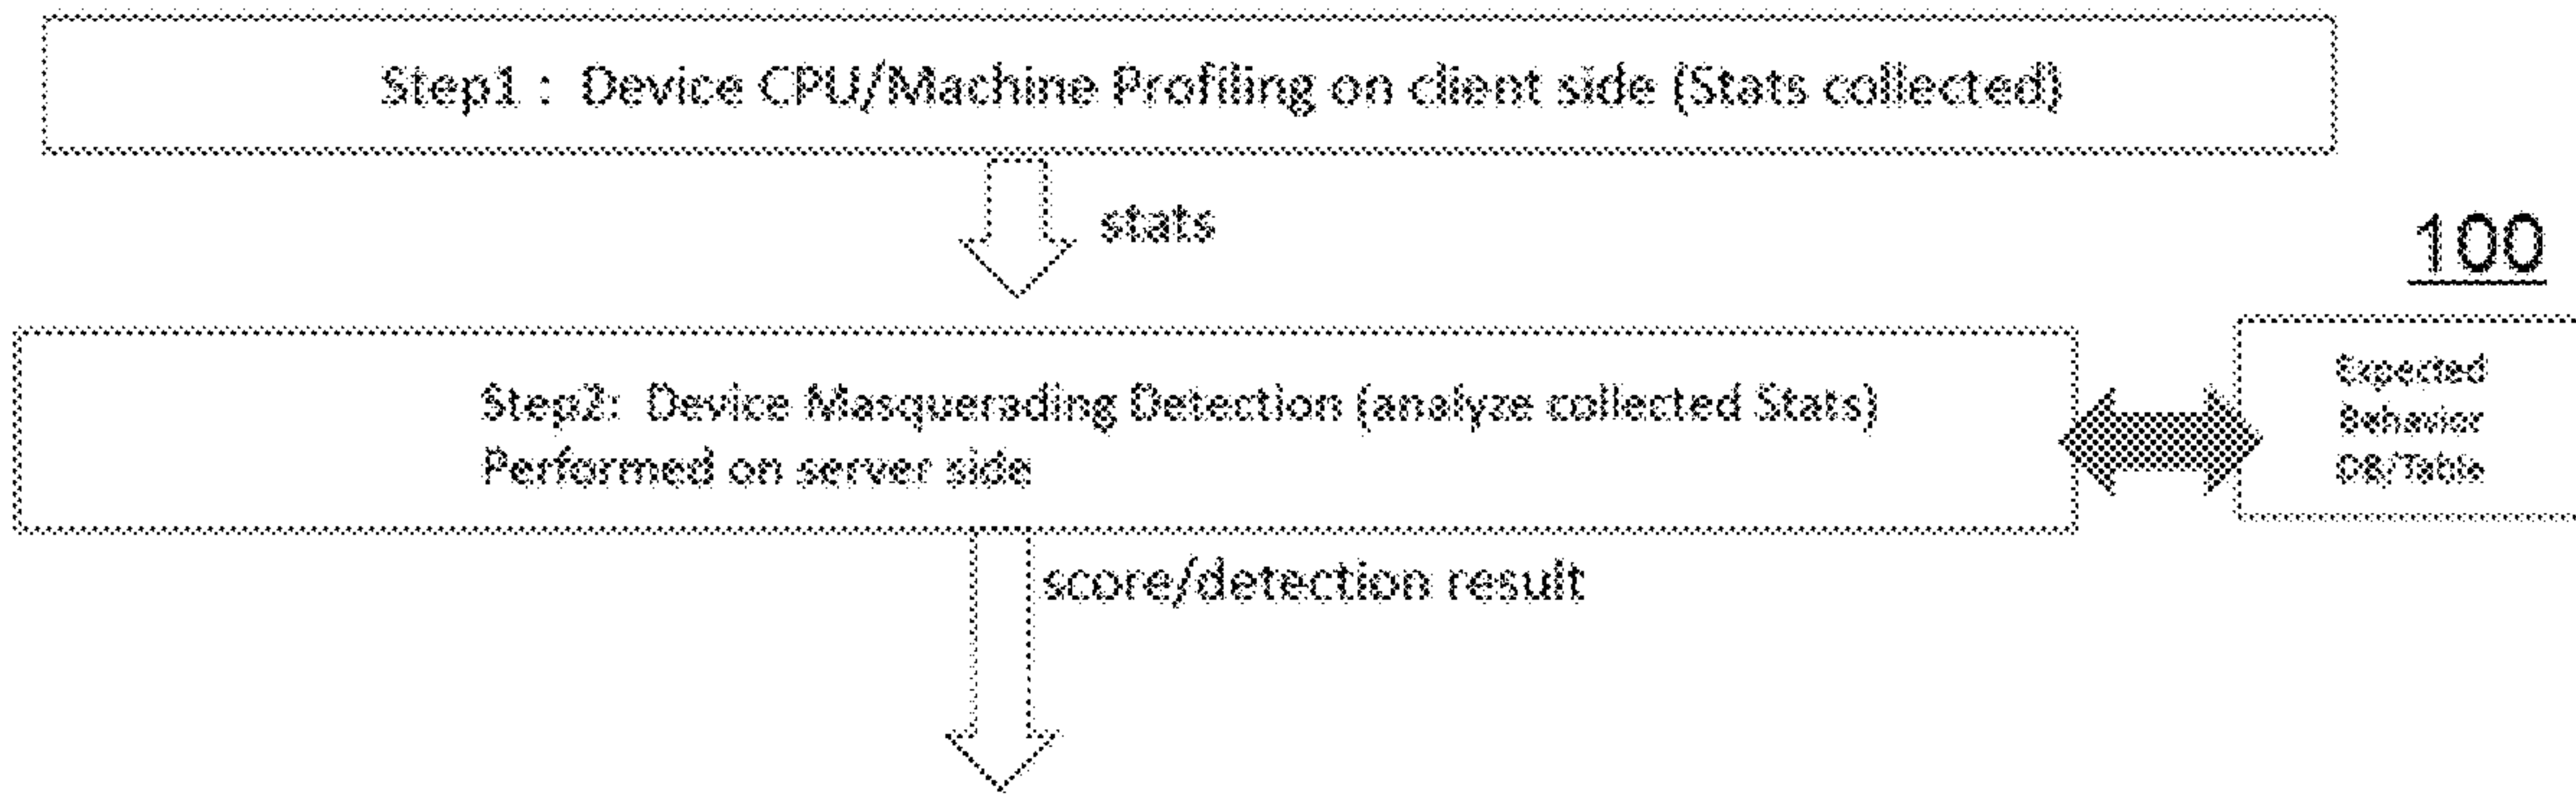 Step1 : Device CPU/Machine Profiling on client side (Stats collected)
stats
100
Step2: Device Masquerading Detection (analyze collected Stats)
Performed on server side
Expected
Behavior
DB/Table
score/detection result